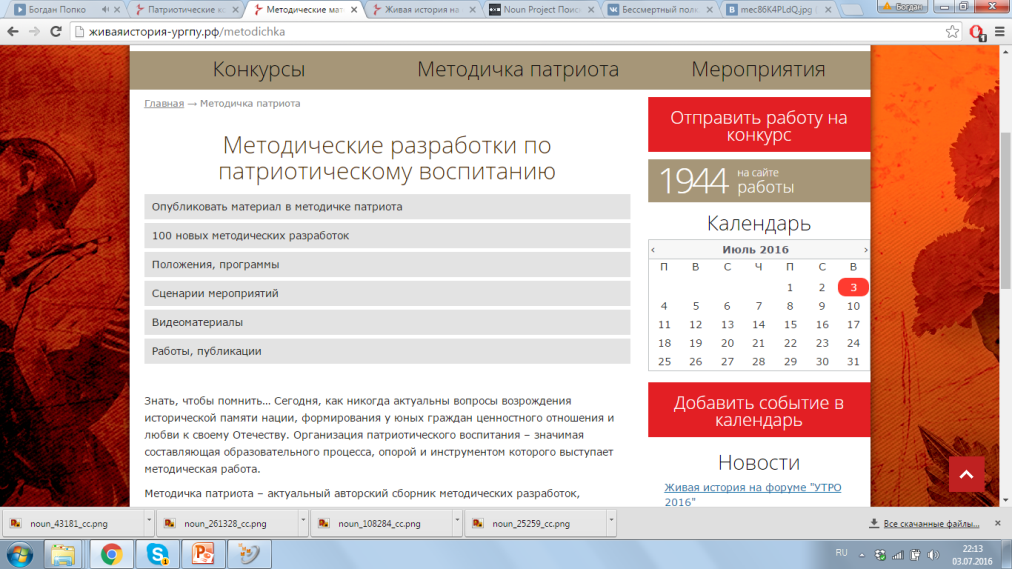 Богдан Попко
Патриотические ко
Методические мат
Живая история на
Noun Project Поиск
Бессмертный пол
mec86K4PLdQ.jpg (
Богдан
живаяистория-ургпу.рф/metodichka
Конкурсы
Методичка патриота
Мероприятия
Главная → Методичка патриота
Методические разработки по
патриотическому воспитанию
Опубликовать материал в методичке патриота
100 новых методических разработок
Положения, программы
Сценарии мероприятий
Видеоматериалы
Работы, публикации
Знать, чтобы помнить... Сегодня, как никогда актуальны вопросы возрождения
исторической памяти нации, формирования у юных граждан ценностного отношения и
любви к своему Отечеству. Организация патриотического воспитания – значимая
составляющая образовательного процесса, опорой и инструментом которого выступает
методическая работа.
Методичка патриота – актуальный авторский сборник методических разработок,
Отправить работу на
конкурс
1944 на сайте
работы
Календарь
‹ Июль 2016 ›
П В С Ч П С В
1 2 3
4 5 6 7 8 9 10
11 12 13 14 15 16 17
18 19 20 21 22 23 24
25 26 27 28 29 30 31
Добавить событие в
календарь
Новости
Живая история на форуме "УТРО
2016"
noun_43181_cc.png
noun_261328_cc.png
noun_108284_cc.png
noun_25259_cc.png
Все скачанные файлы...
RU
22:13
03.07.2016